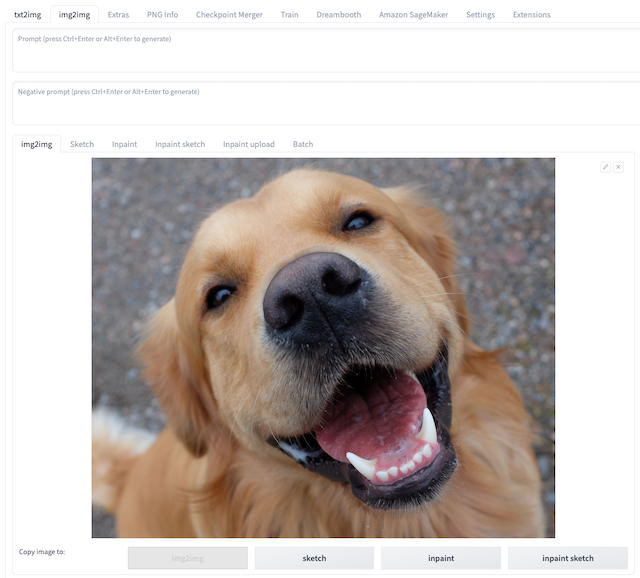 txt2img img2img Extras PNG Info Checkpoint Merger Train Dreambooth Amazon SageMaker Settings Extensions
Prompt (press Ctrl+Enter or Alt+Enter to generate)
Negative prompt (press Ctrl+Enter or Alt+Enter to generate)
img2img Sketch Inpaint Inpaint sketch Inpaint upload Batch
Copy image to: img2img sketch inpaint inpaint sketch